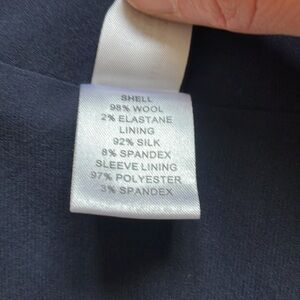 SHELL
98% WOOL
2% ELASTANE
LINING
92% SILK
8% SPANDEX
SLEEVE LINING
97% POLYESTER
3% SPANDEX